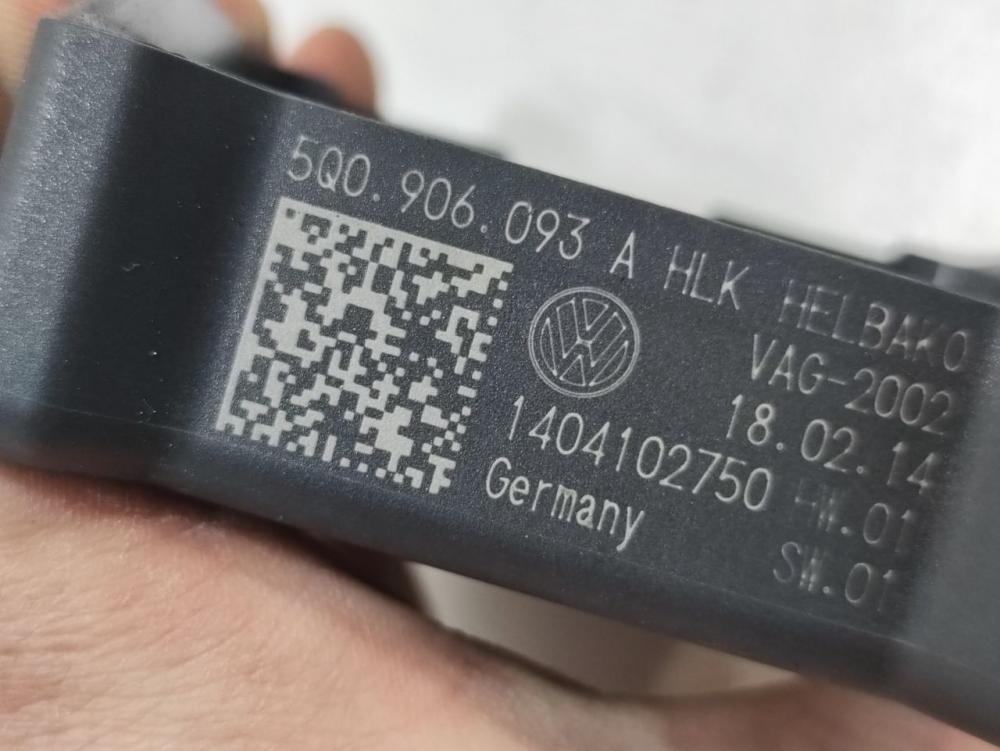 5Q0.906.093 A HLK HELBAKO
VAG-2002
18.02.14
1404102750 HW.01
Germany
SW.01